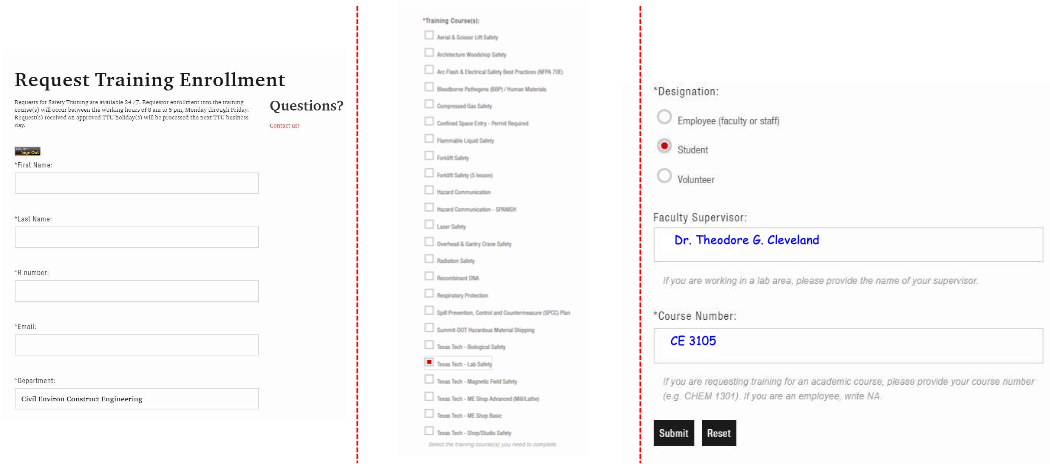 Request Training Enrollment
Requests for Safety Training are available 24 /7. Requestor enrollment into the training
course(s) will occur between the working hours of 8 am to 5 pm, Monday through Friday.
Request(s) received on approved TTU holiday(s) will be processed the next TTU business
day.
Questions?
Contact us!
*First Name:
*Last Name:
*R number:
*Email:
*Department:
Civil Environ Construct Engineering
*Training Course(s):
Aerial & Scissor Lift Safety
Architecture Woodshop Safety
Arc Flash & Electrical Safety Best Practices (NFPA 70E)
Bloodborne Pathogens (BBP) / Human Materials
Compressed Gas Safety
Confined Space Entry - Permit Required
Flammable Liquid Safety
Forklift Safety
Forklift Safety (5 lesson)
Hazard Communication
Hazard Communication - SPANISH
Laser Safety
Overhead & Gantry Crane Safety
Radiation Safety
Recombinant DNA
Respiratory Protection
Spill Prevention, Control and Countermeasure (SPCC) Plan
Summit-DOT Hazardous Material Shipping
Texas Tech - Biological Safety
Texas Tech - Lab Safety
Texas Tech - Magnetic Field Safety
Texas Tech - ME Shop Advanced (Mill/Lathe)
Texas Tech - ME Shop Basic
Texas Tech - Shop/Studio Safety
Select the training course(s) you need to complete.
*Designation:
Employee (faculty or staff)
Student
Volunteer
Faculty Supervisor:
Dr. Theodore G. Cleveland
If you are working in a lab area, please provide the name of your supervisor.
*Course Number:
CE 3105
If you are requesting training for an academic course, please provide your course number
(e.g. CHEM 1301). If you are an employee, write NA.
Submit Reset